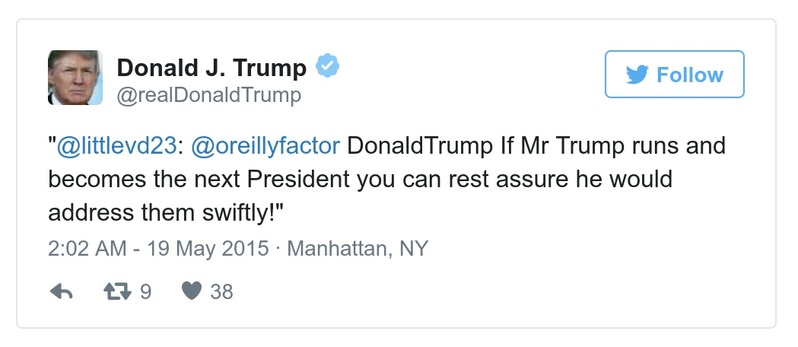 Donald J. Trump
@realDonaldTrump
Follow
"@littlevd23: @oreillyfactor DonaldTrump If Mr Trump runs and
becomes the next President you can rest assure he would
address them swiftly!"
2:02 AM - 19 May 2015 · Manhattan, NY
9 38